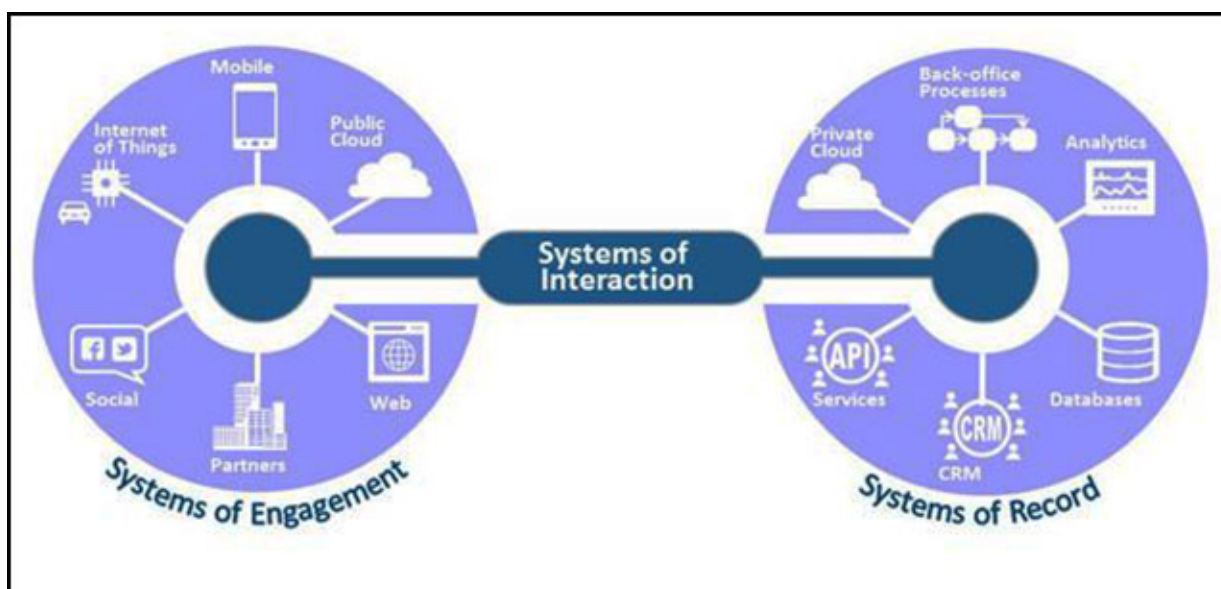 Mobile
Internet
of Things
Public
Cloud
Social
Partners
Web
Systems of Engagement
Systems of
Interaction
Back-office
Processes
Private
Cloud
Analytics
API
Services
CRM
CRM
Databases
Systems of Record